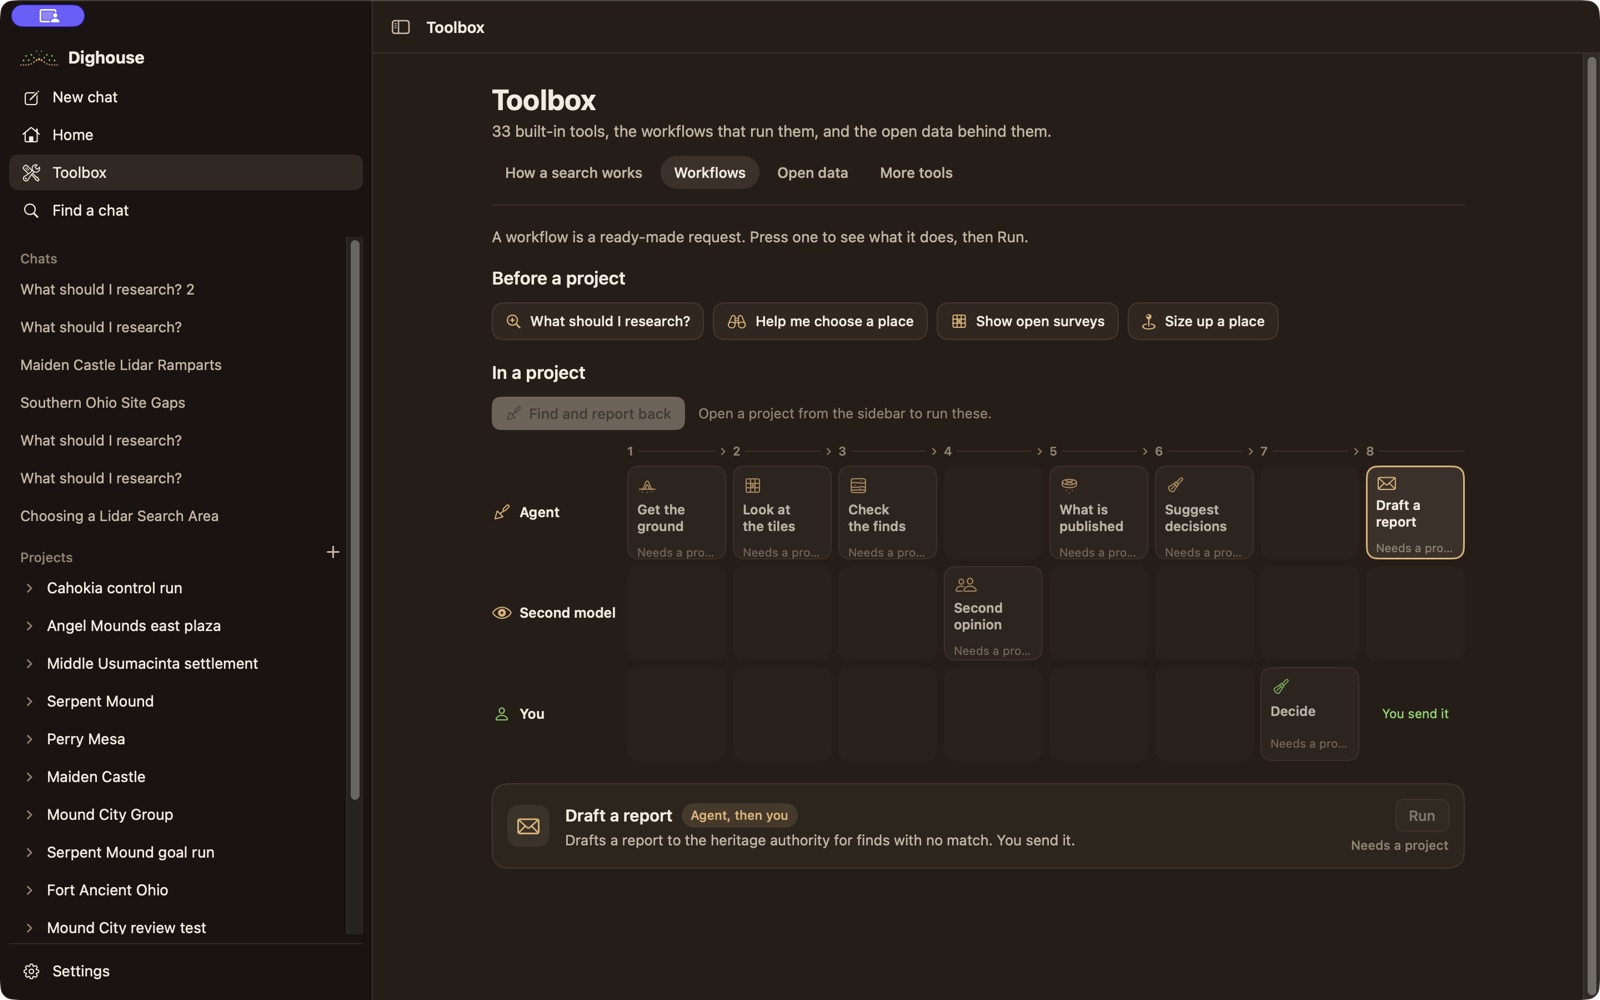 Dighouse
New chat
Home
Toolbox
Find a chat
Chats
What should I research? 2
What should I research?
Maiden Castle Lidar Ramparts
Southern Ohio Site Gaps
What should I research?
What should I research?
Choosing a Lidar Search Area
Projects
Cahokia control run
Angel Mounds east plaza
Middle Usumacinta settlement
Serpent Mound
Perry Mesa
Maiden Castle
Mound City Group
Serpent Mound goal run
Fort Ancient Ohio
Mound City review test
Settings
Toolbox
Toolbox
33 built-in tools, the workflows that run them, and the open data behind them.
How a search works Workflows Open data More tools
A workflow is a ready-made request. Press one to see what it does, then Run.
Before a project
What should I research? Help me choose a place Show open surveys Size up a place
In a project
Find and report back Open a project from the sidebar to run these.
1 2 3 4 5 6 7 8
Agent
Get the
ground
Needs a pro...
Look at
the tiles
Needs a pro...
Check
the finds
Needs a pro...
What is
published
Needs a pro...
Suggest
decisions
Needs a pro...
Draft a
report
Needs a pro...
Second model
Second
opinion
Needs a pro...
You
Decide
Needs a pro...
You send it
Draft a report Agent, then you
Drafts a report to the heritage authority for finds with no match. You send it.
Run
Needs a project